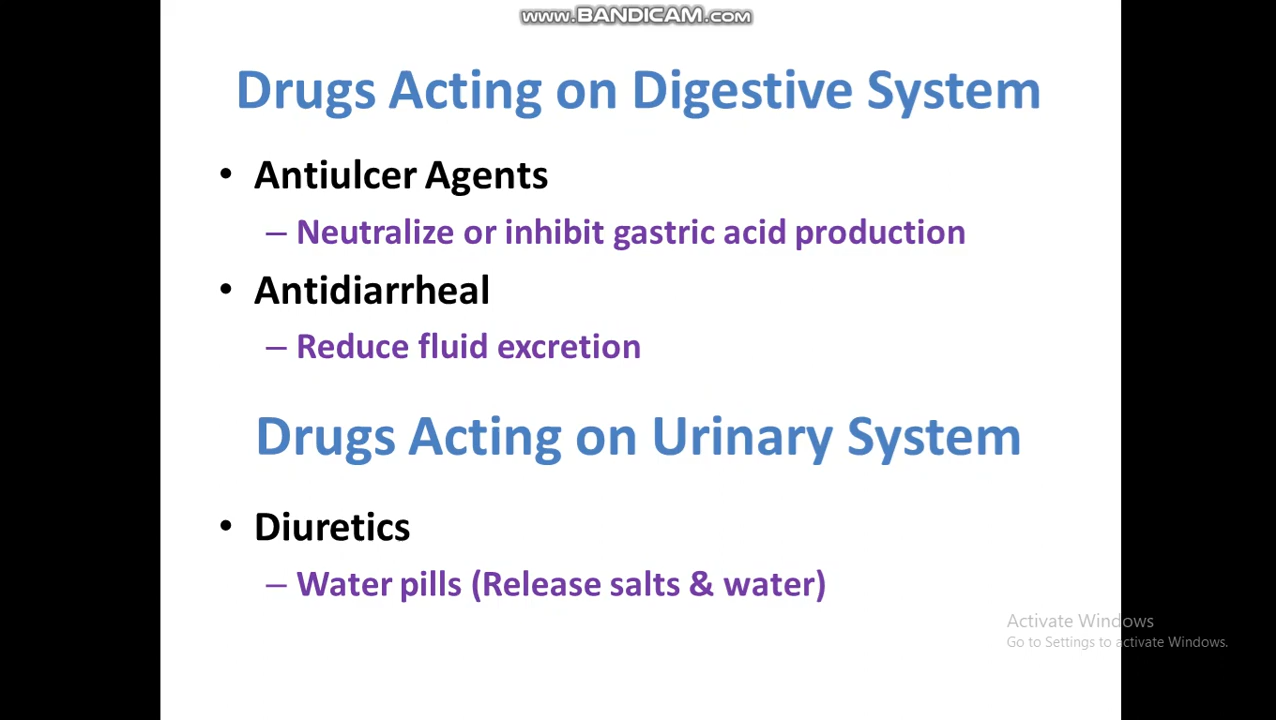 www.BANDICAM.com
Drugs Acting on Digestive System
• Antiulcer Agents
– Neutralize or inhibit gastric acid production
• Antidiarrheal
– Reduce fluid excretion
Drugs Acting on Urinary System
• Diuretics
– Water pills (Release salts & water)
Activate Windows
Go to Settings to activate Windows.